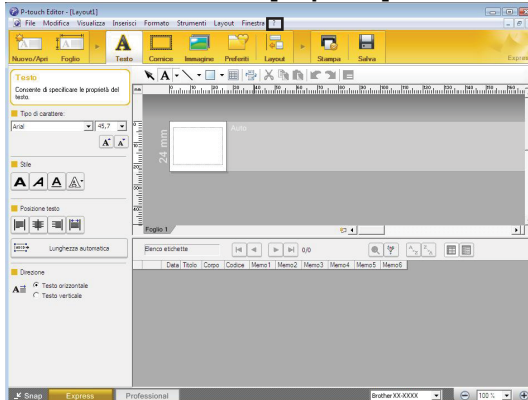 P-touch Editor - [Layout1]
File Modifica Visualizza Inserisci Formato Strumenti Layout Finestra ?
Nuovo/Apri Foglio Testo Cornice Immagine Preferiti Layout Stampa Salva
Testo
Consente di specificare le proprietà del
testo.
Tipo di carattere:
Arial 45,7
Stile
Posizione testo
Lunghezza automatica
Direzione
Testo orizzontale
Testo verticale
mm
24 mm
Auto
Foglio 1
Elenco etichette 0/0
Data Titolo Corpo Codice Memo1 Memo2 Memo3 Memo4 Memo5 Memo6
Snap Express Professional Brother XX-XXXX 100 %